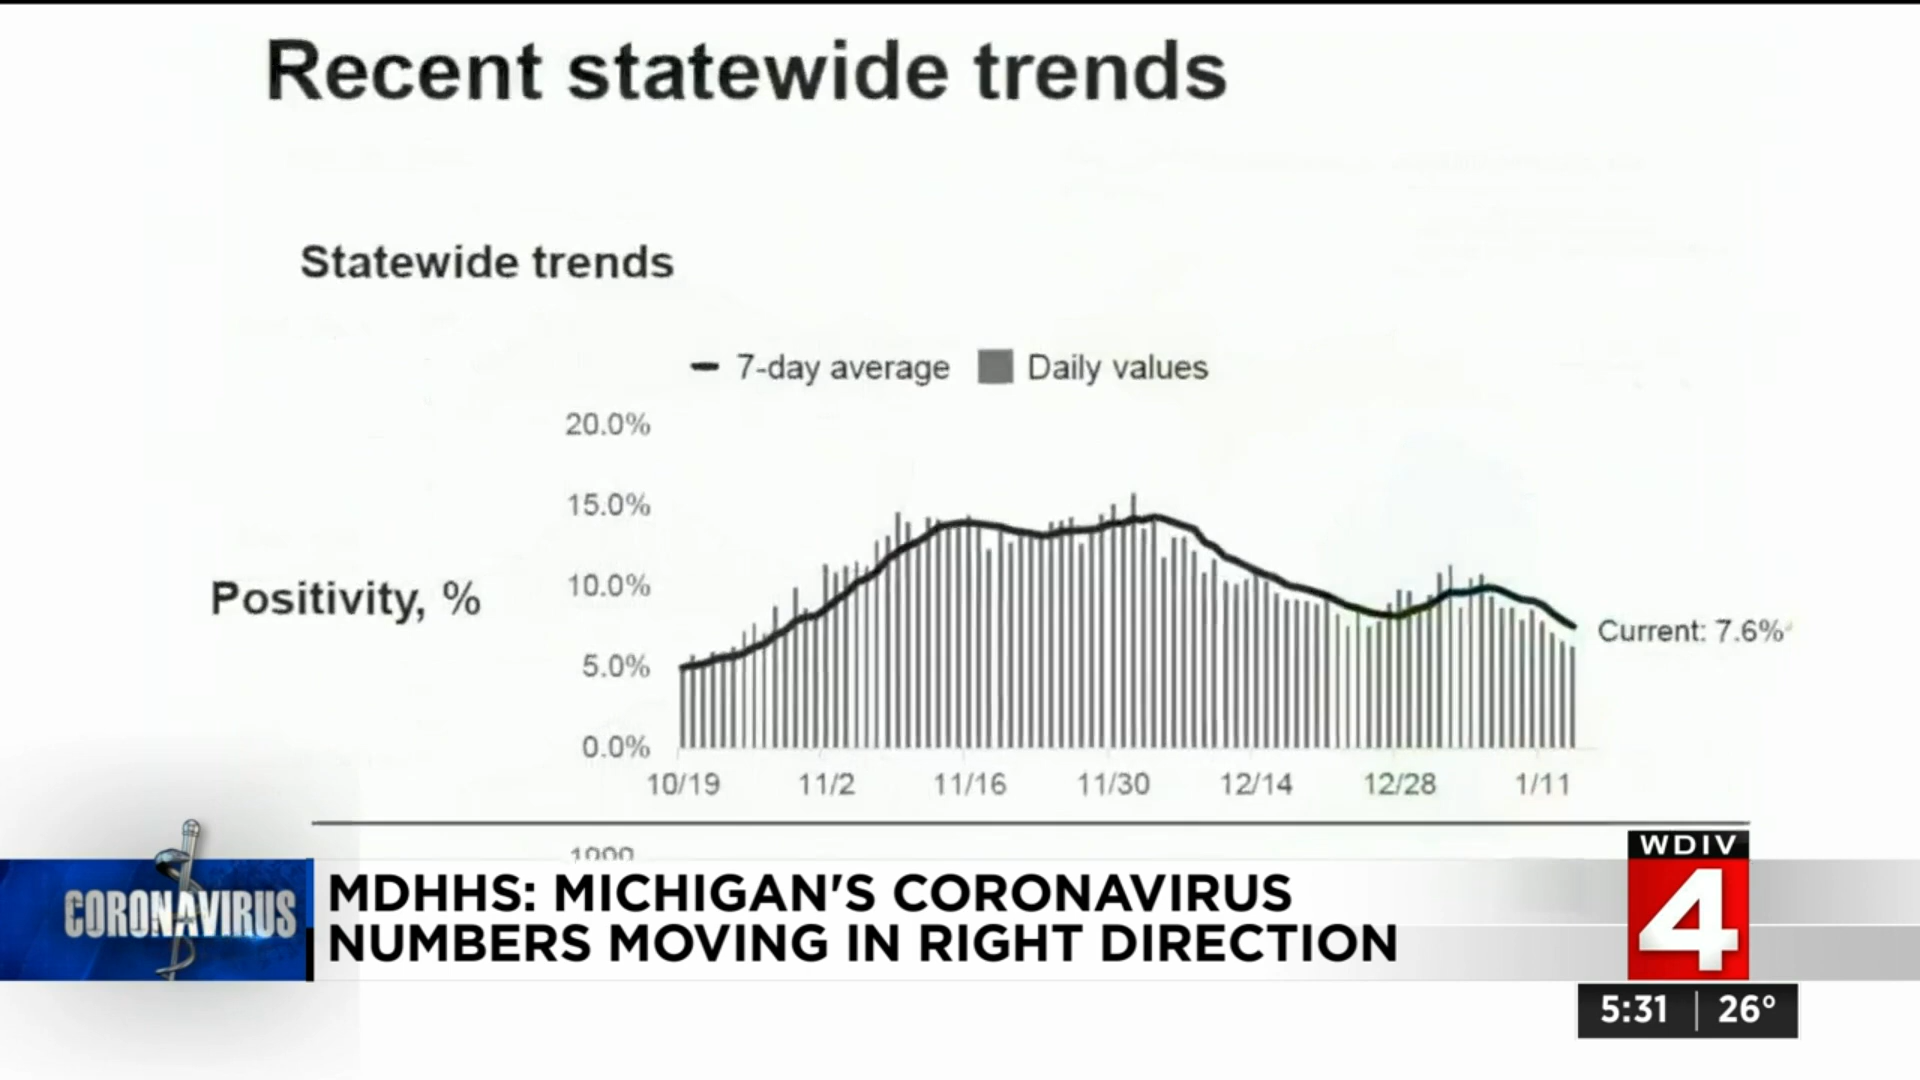 Recent statewide trends
Statewide trends
7-day average Daily values
20.0%
15.0%
10.0%
5.0%
0.0%
Positivity, %
Current: 7.6%
10/19 11/2 11/16 11/30 12/14 12/28 1/11
1000
CORONAVIRUS
MDHHS: MICHIGAN'S CORONAVIRUS
NUMBERS MOVING IN RIGHT DIRECTION
WDIV
4
5:31 26°